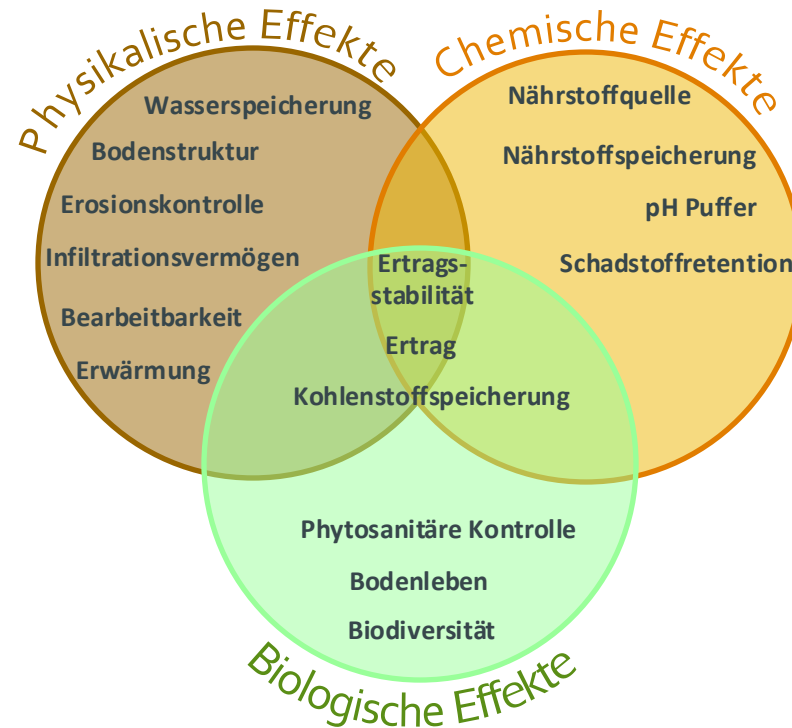 Physikalische Effekte
Chemische Effekte
Wasserspeicherung
Bodenstruktur
Erosionskontrolle
Infiltrationsvermögen
Bearbeitbarkeit
Erwärmung
Nährstoffquelle
Nährstoffspeicherung
pH Puffer
Schadstoffretention
Ertrags-
stabilität
Ertrag
Kohlenstoffspeicherung
Phytosanitäre Kontrolle
Bodenleben
Biodiversität
Biologische Effekte